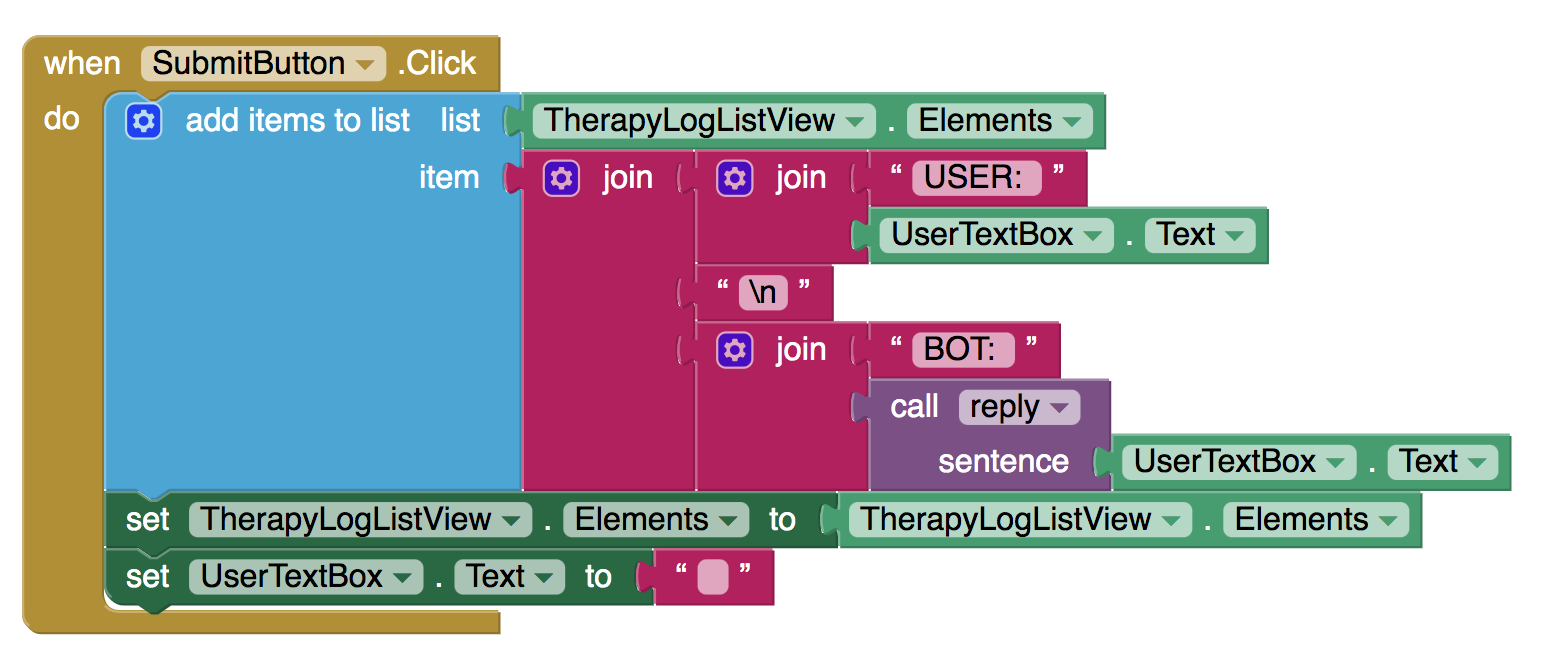 when SubmitButton .Click
do add items to list list TherapyLogListView . Elements
item join join “ USER: ”
UserTextBox . Text
“ \n ”
join “ BOT: ”
call reply
sentence UserTextBox . Text
set TherapyLogListView . Elements to TherapyLogListView . Elements
set UserTextBox . Text to “ ”